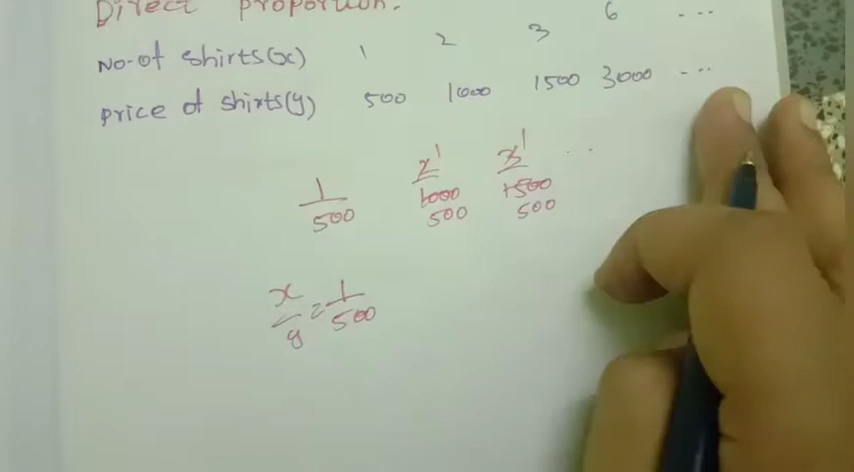 Direct proportion.
No-of shirts(x) 1 2 3 6 ...
price of shirts(y) 500 1000 1500 3000 ...
1/500 2/1000 1/500 3/1500 1/500 ...
x/y = 1/500